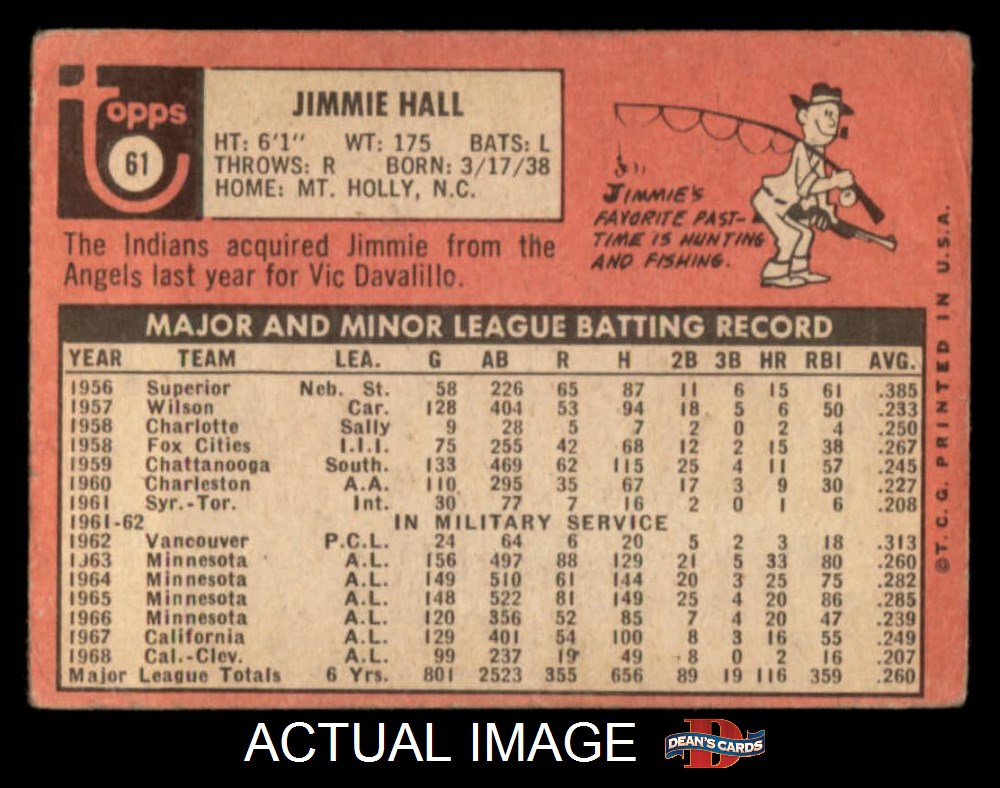 topps
61
JIMMIE HALL
HT: 6'1" WT: 175 BATS: L
THROWS: R BORN: 3/17/38
HOME: MT. HOLLY, N.C.
JIMMIE'S
FAVORITE PAST-
TIME IS HUNTING
AND FISHING.
The Indians acquired Jimmie from the
Angels last year for Vic Davalillo.
MAJOR AND MINOR LEAGUE BATTING RECORD
YEAR TEAM LEA. G AB R H 2B 3B HR RBI AVG.
1956 Superior Neb. St. 58 226 65 87 11 6 15 61 .385
1957 Wilson Car. 128 404 53 94 18 5 6 50 .233
1958 Charlotte Sally 9 28 5 7 2 0 2 4 .250
1958 Fox Cities I.I.I. 75 255 42 68 12 2 15 38 .267
1959 Chattanooga South. 133 469 62 115 25 4 11 57 .245
1960 Charleston A.A. 110 295 35 67 17 3 9 30 .227
1961 Syr.-Tor. Int. 30 77 7 16 2 0 1 6 .208
1961-62 IN MILITARY SERVICE
1962 Vancouver P.C.L. 24 64 6 20 5 2 3 18 .313
1963 Minnesota A.L. 156 497 88 129 21 5 33 80 .260
1964 Minnesota A.L. 149 510 61 144 20 3 25 75 .282
1965 Minnesota A.L. 148 522 81 149 25 4 20 86 .285
1966 Minnesota A.L. 120 356 52 85 7 4 20 47 .239
1967 California A.L. 129 401 54 100 8 3 16 55 .249
1968 Cal.-Clev. A.L. 99 237 19 49 8 0 2 16 .207
Major League Totals 6 Yrs. 801 2523 355 656 89 19 116 359 .260
©T.C.G. PRINTED IN U.S.A.
ACTUAL IMAGE
DEAN'S CARDS
D